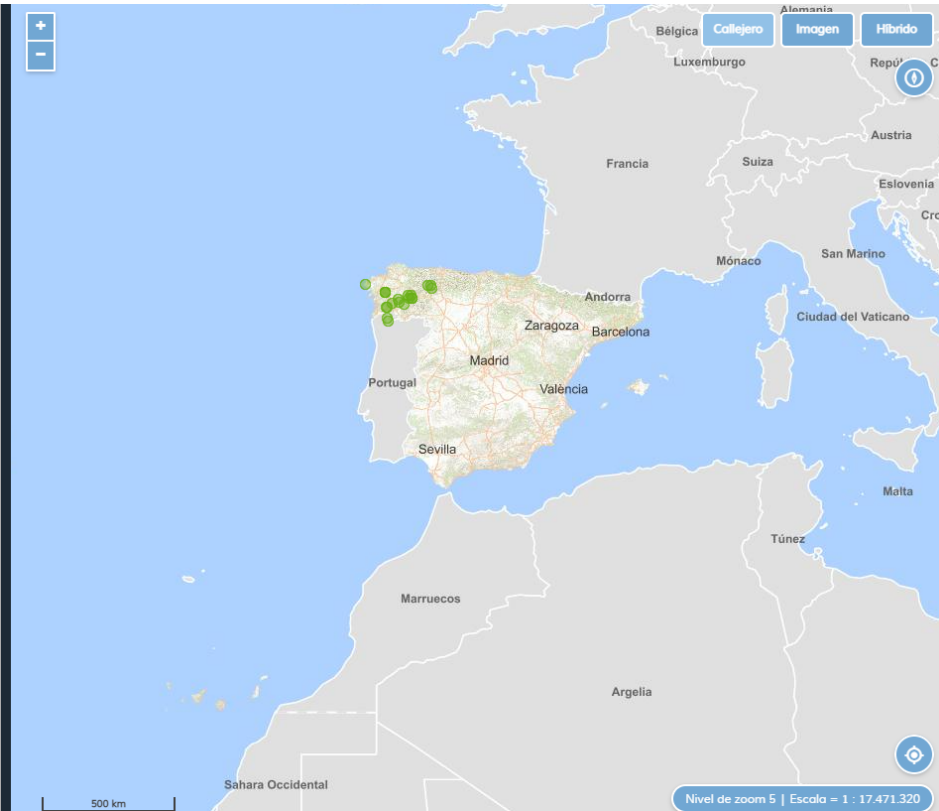 +
−
Alemania
Bélgica
Callejero
Imagen
Híbrido
Luxemburgo
Austria
Francia
Suiza
Eslovenia
Mónaco
San Marino
Andorra
Ciudad del Vaticano
Zaragoza
Barcelona
Madrid
Portugal
València
Sevilla
Malta
Túnez
Marruecos
Argelia
Sahara Occidental
500 km
Nivel de zoom 5 | Escala = 1 : 17.471.320